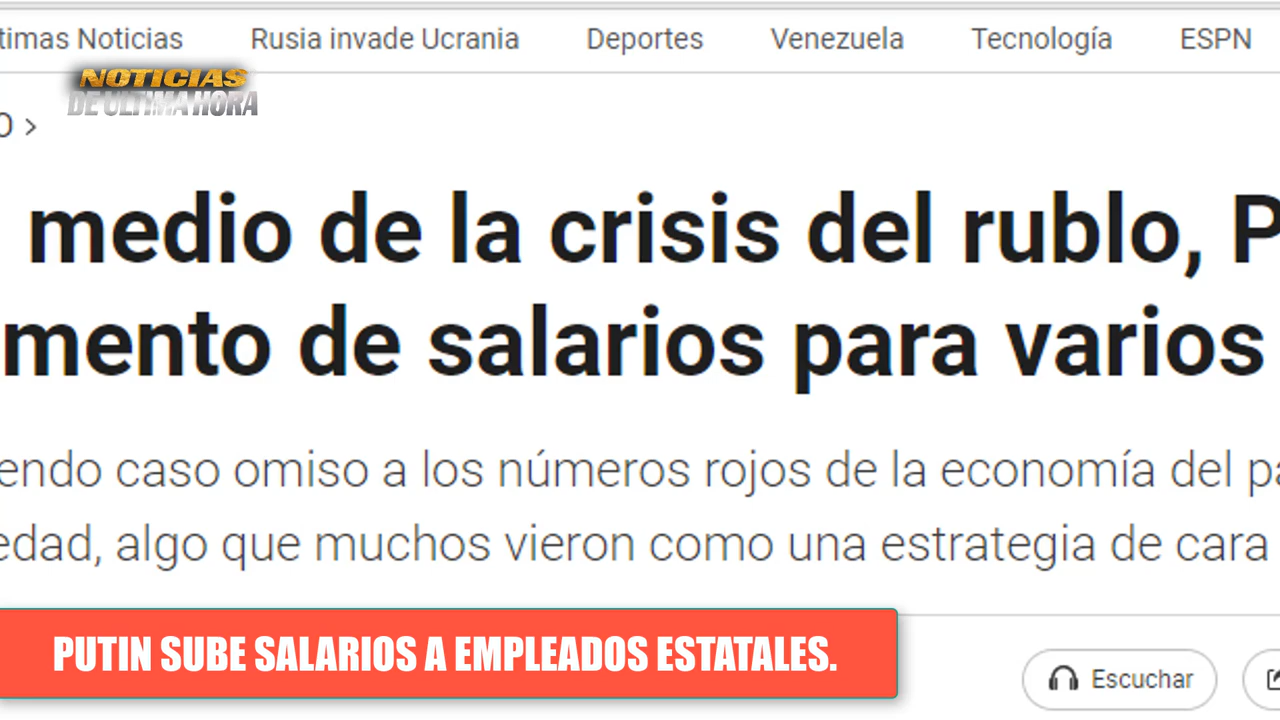 timas Noticias Rusia invade Ucrania Deportes Venezuela Tecnología ESPN
NOTICIAS
DE ULTIMA HORA
O >
medio de la crisis del rublo, P
mento de salarios para varios
endo caso omiso a los números rojos de la economía del pa
edad, algo que muchos vieron como una estrategia de cara
PUTIN SUBE SALARIOS A EMPLEADOS ESTATALES.
Escuchar